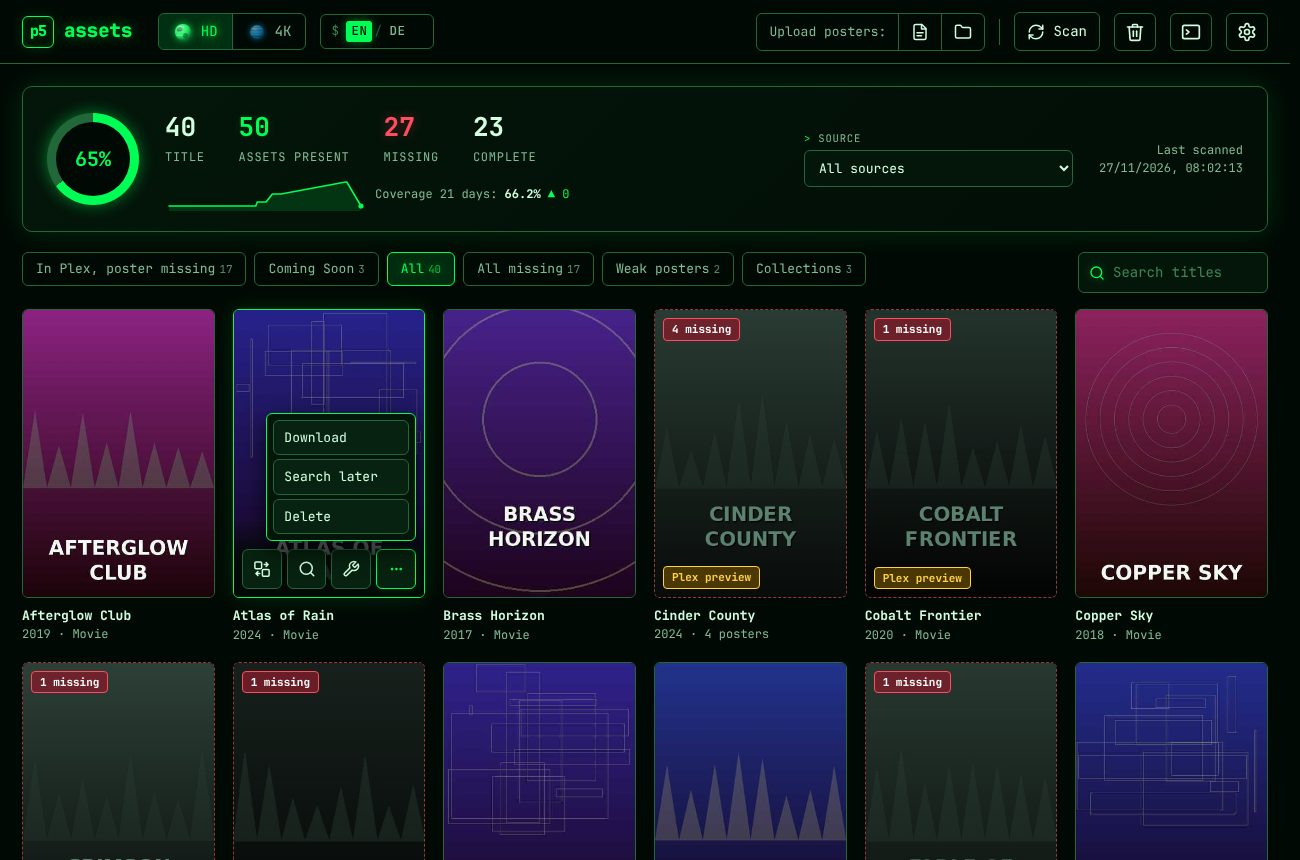 p5 assets HD 4K $ EN / DE Upload posters: Scan
65%
40 50 27 23
TITLE ASSETS PRESENT MISSING COMPLETE
Coverage 21 days: 66.2% ▲ 0
> SOURCE
All sources
Last scanned
27/11/2026, 08:02:13
In Plex, poster missing 17 Coming Soon 3 All 40 All missing 17 Weak posters 2 Collections 3 Search titles
4 missing 1 missing
Download
Search later
Delete
AFTERGLOW
CLUB
ATLAS OF
BRASS
HORIZON
CINDER
COUNTY
Plex preview
COBALT
FRONTIER
Plex preview
COPPER SKY
Afterglow Club Atlas of Rain Brass Horizon Cinder County Cobalt Frontier Copper Sky
2019 · Movie 2024 · Movie 2017 · Movie 2024 · 4 posters 2020 · Movie 2018 · Movie
1 missing 1 missing 1 missing